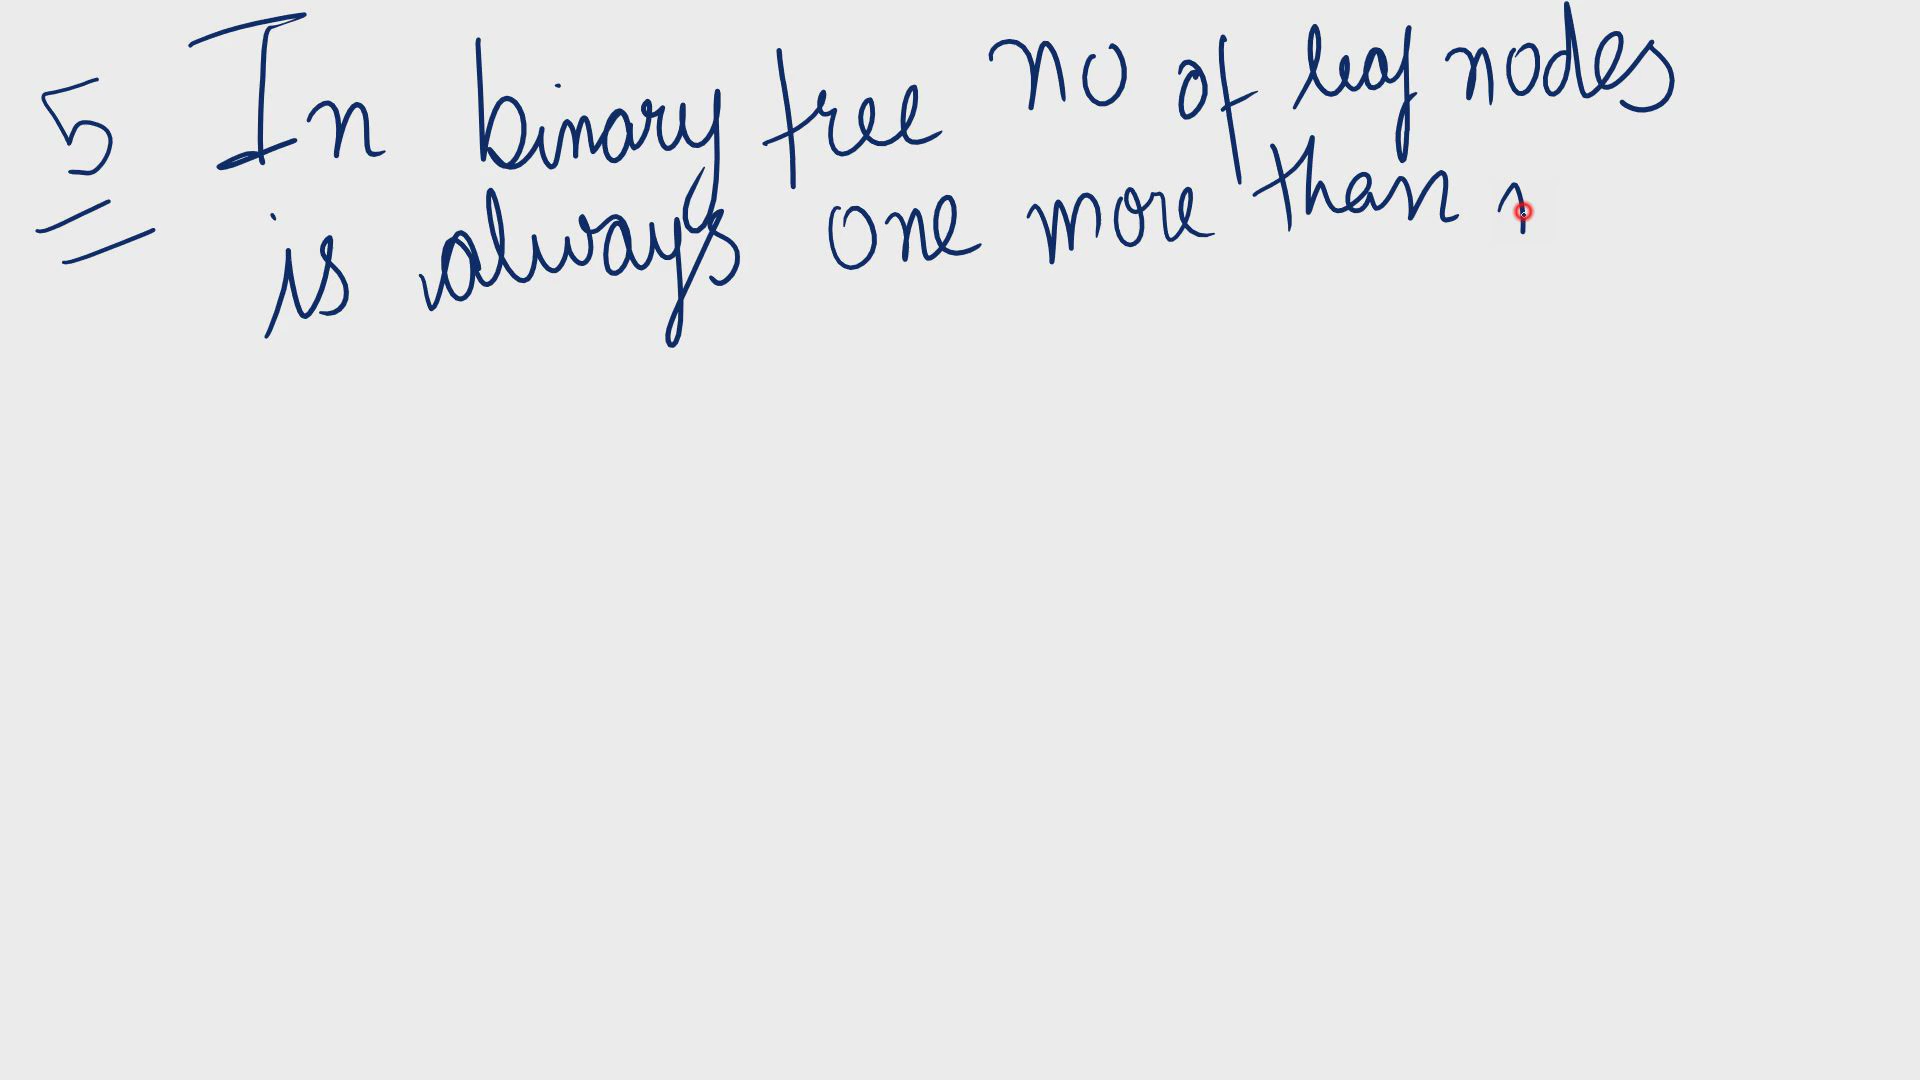 5 In binary tree no of leaf nodes
is always one more than